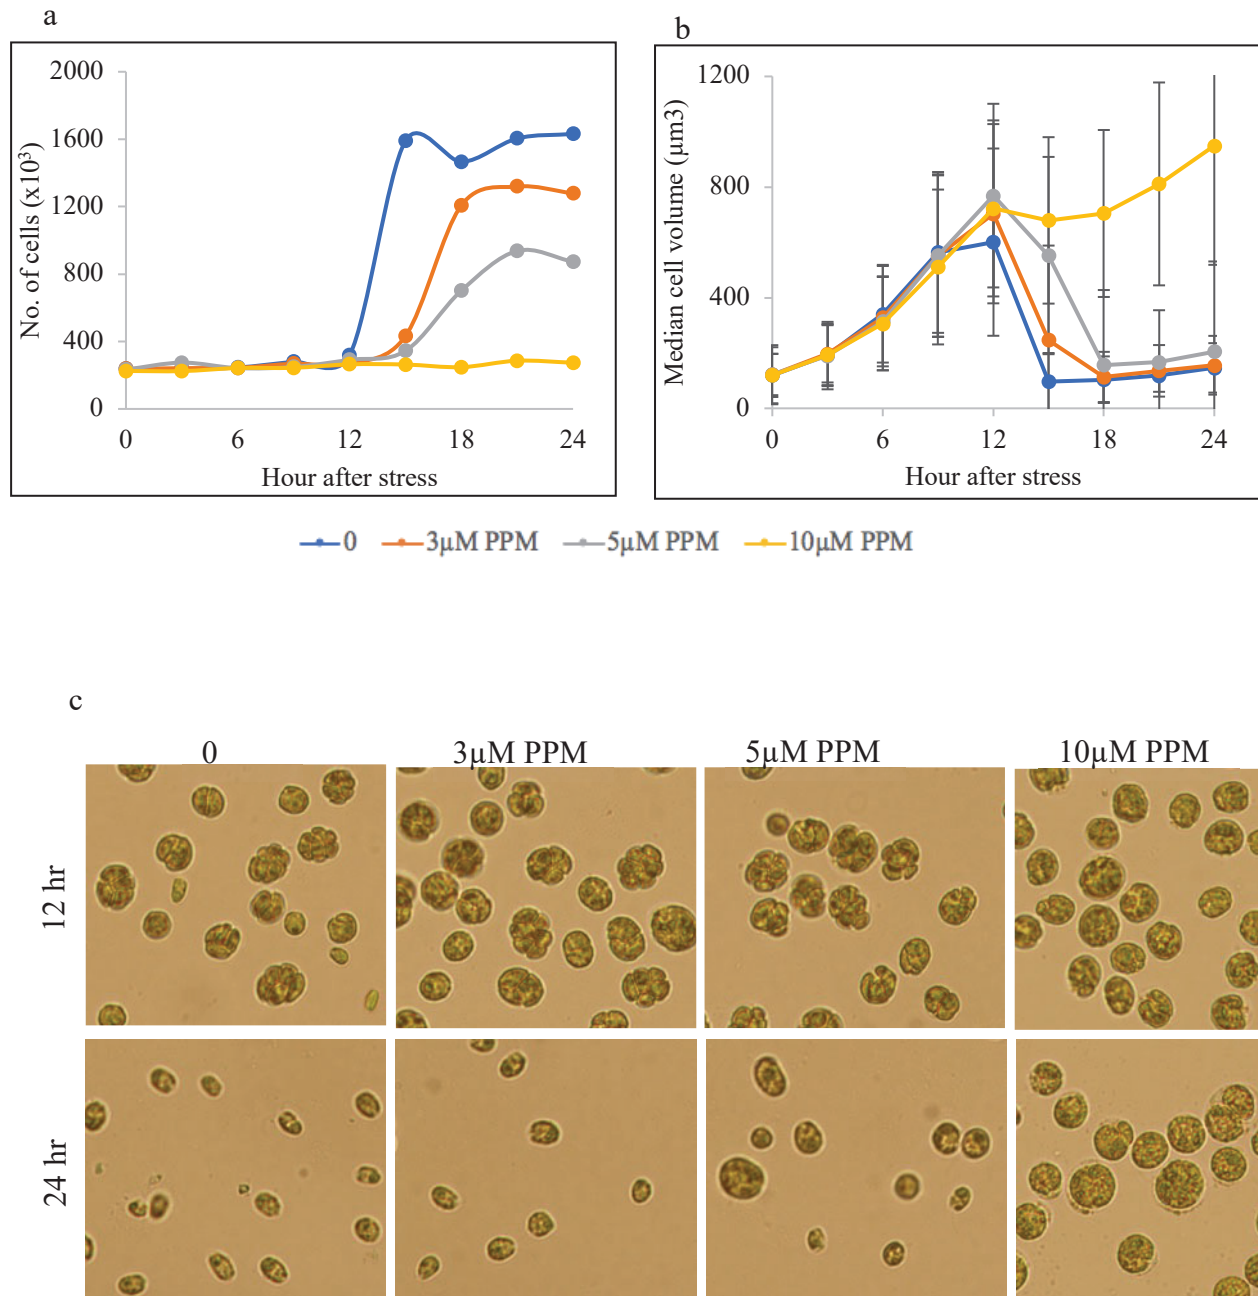 a
2000
1600
1200
800
400
0
No. of cells (x10³)
0 6 12 18 24
Hour after stress
b
1200
800
400
0
Median cell volume (µm3)
0 6 12 18 24
Hour after stress
0 3µM PPM 5µM PPM 10µM PPM
c
0 3µM PPM 5µM PPM 10µM PPM
12 hr
24 hr